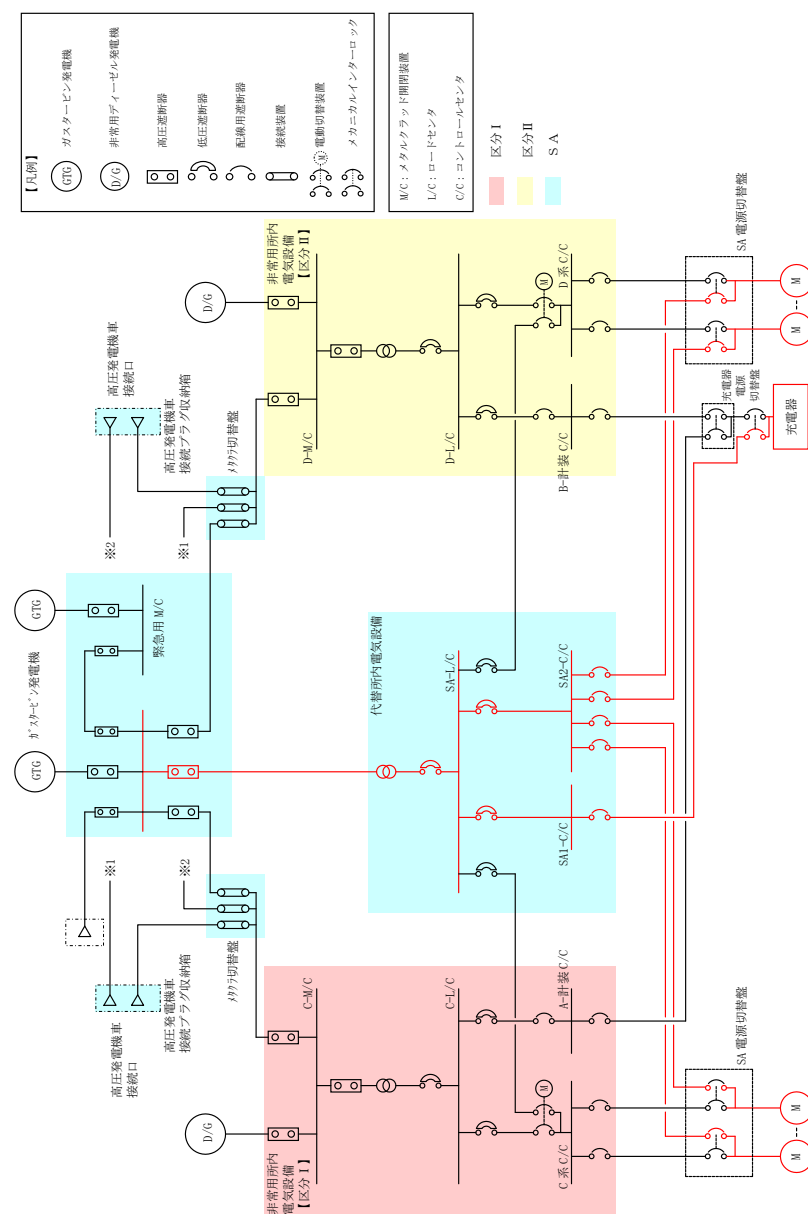 【凡例】
GTG
ガスタービン発電機
D/G
非常用ディーゼル発電機
高圧遮断器
低圧遮断器
配線用遮断器
接続装置
M
電動切替装置
メカニカルインターロック
M/C：メタルクラッド開閉装置
L/C：ロードセンタ
C/C：コントロールセンタ
区分Ⅰ
区分Ⅱ
ＳＡ
ｶﾞｽﾀｰﾋﾞﾝ発電機
GTG
GTG
緊急用 M/C
高圧発電機車
接続口
高圧発電機車
接続プラグ収納箱
ﾒﾀｸﾗ切替盤
※1
※2
高圧発電機車
接続口
高圧発電機車
接続プラグ収納箱
ﾒﾀｸﾗ切替盤
※2
※1
D/G
非常用所内
電気設備
【区分Ⅰ】
C-M/C
C-L/C
M
C 系 C/C
A-計装 C/C
代替所内電気設備
SA-L/C
SA1-C/C
SA2-C/C
D/G
非常用所内
電気設備
【区分Ⅱ】
D-M/C
D-L/C
M
D 系 C/C
B-計装 C/C
SA 電源切替盤
M
M
充電器
電源
切替盤
充電器
SA 電源切替盤
M
M